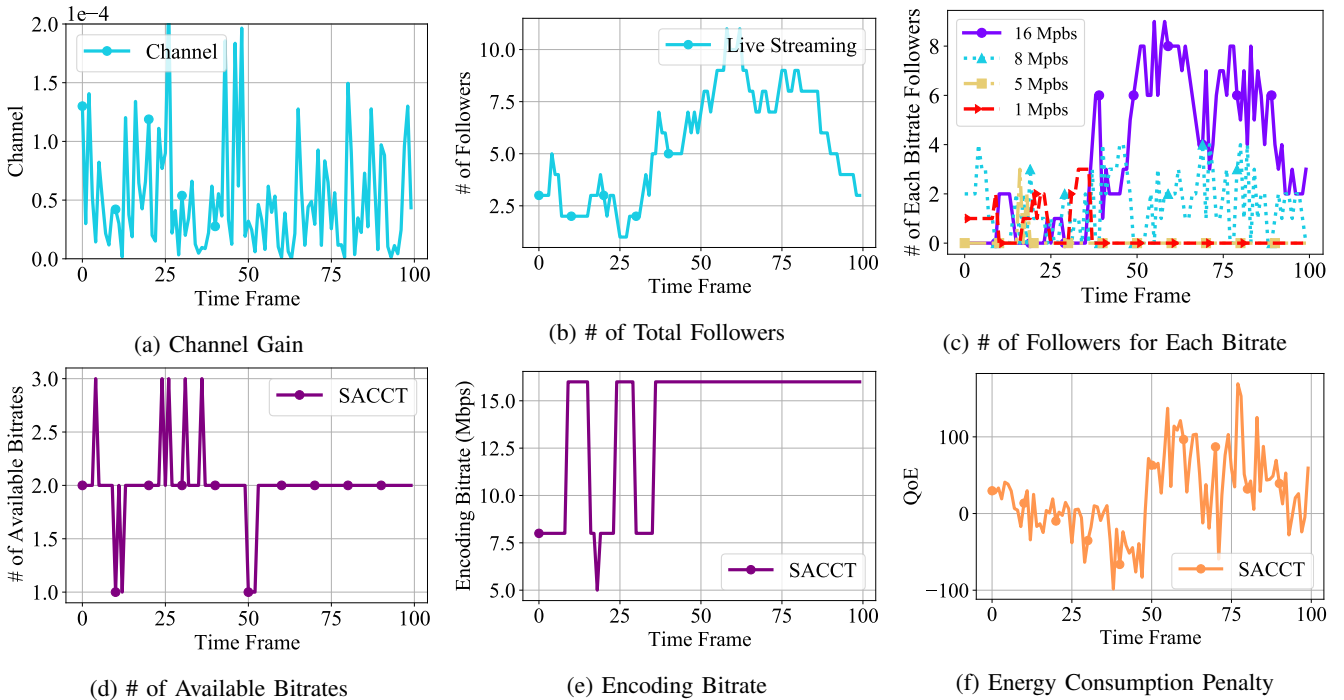 1e−4
2.0
1.5
1.0
0.5
0.0
Channel
Channel
0 25 50 75 100
Time Frame
(a) Channel Gain
10.0
7.5
5.0
2.5
# of Followers
Live Streaming
0 25 50 75 100
Time Frame
(b) # of Total Followers
8
6
4
2
0
# of Each Bitrate Followers
16 Mpbs
8 Mpbs
5 Mpbs
1 Mpbs
0 25 50 75 100
Time Frame
(c) # of Followers for Each Bitrate
3.0
2.5
2.0
1.5
1.0
# of Available Bitrates
SACCT
0 25 50 75 100
Time Frame
(d) # of Available Bitrates
15.0
12.5
10.0
7.5
5.0
Encoding Bitrate (Mbps)
SACCT
0 25 50 75 100
Time Frame
(e) Encoding Bitrate
100
0
−100
QoE
SACCT
0 25 50 75 100
Time Frame
(f) Energy Consumption Penalty